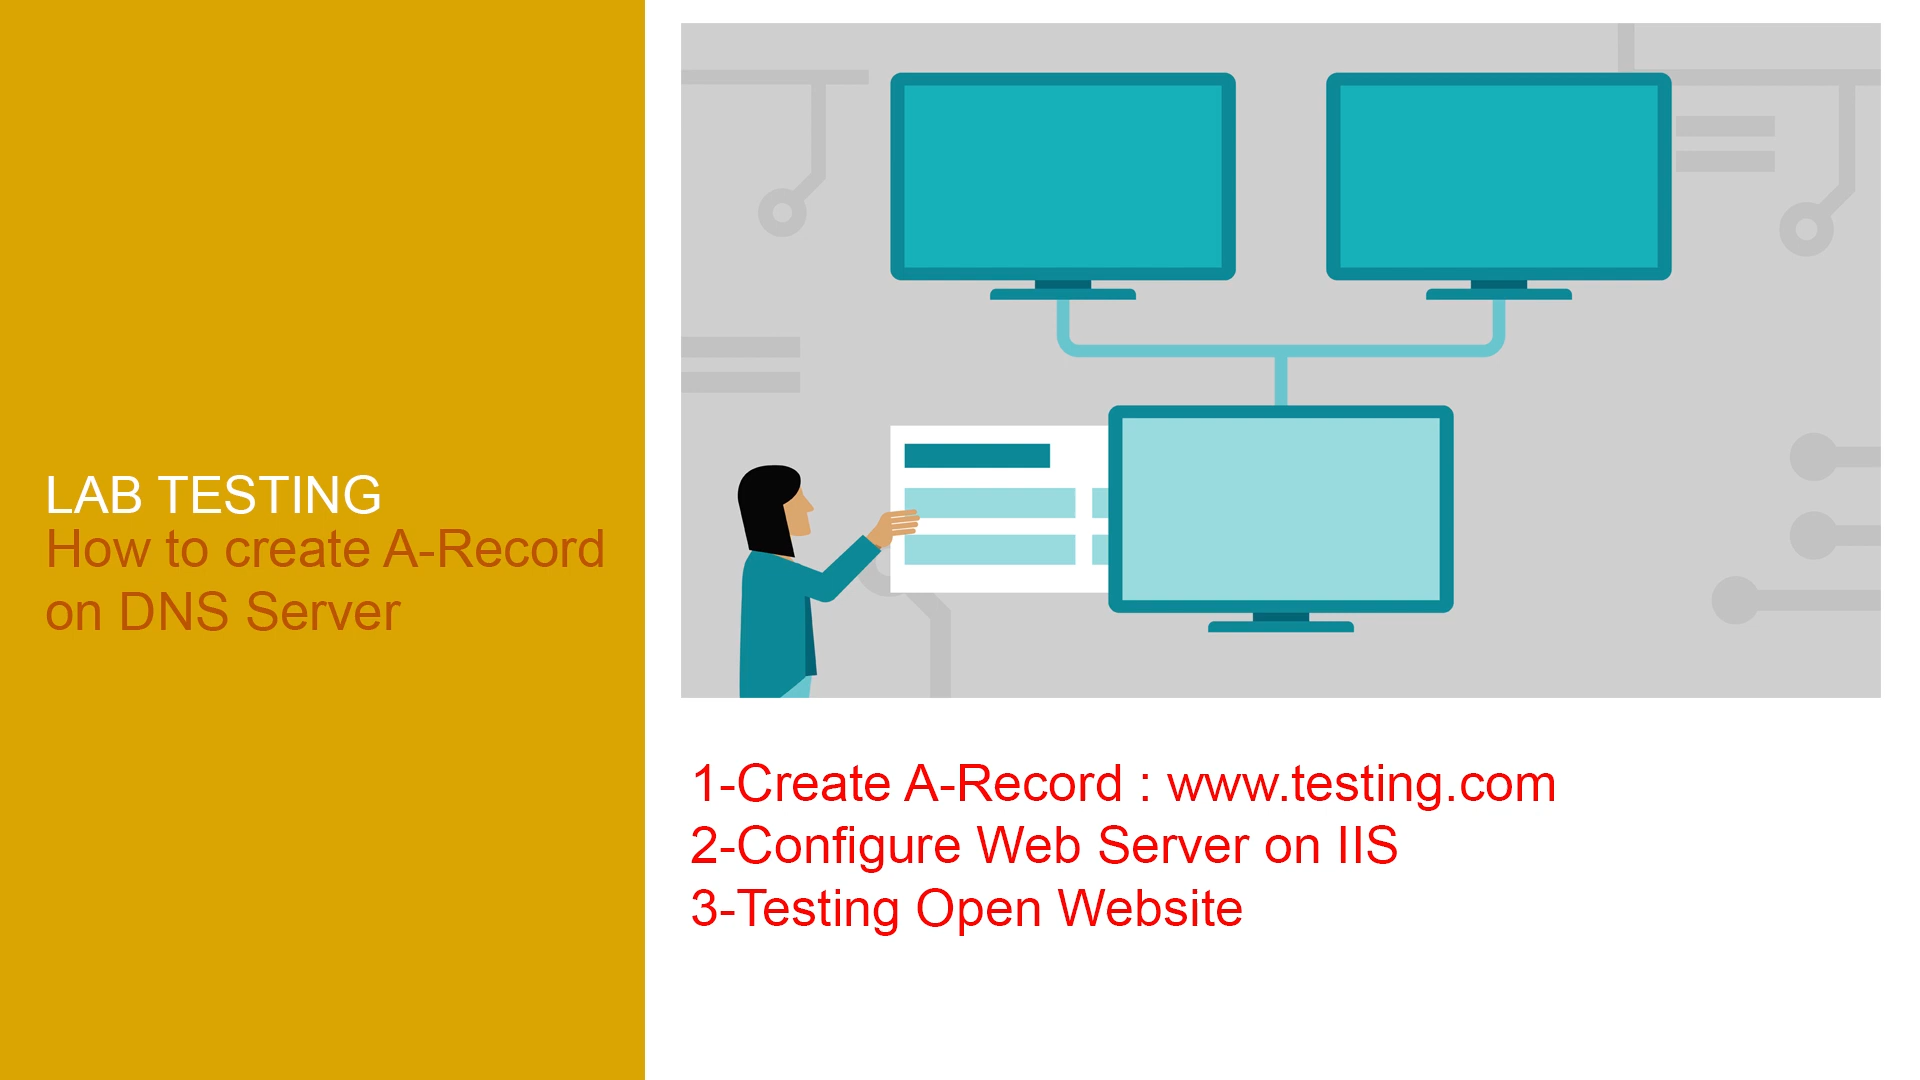 LAB TESTING
How to create A-Record
on DNS Server
1-Create A-Record : www.testing.com
2-Configure Web Server on IIS
3-Testing Open Website